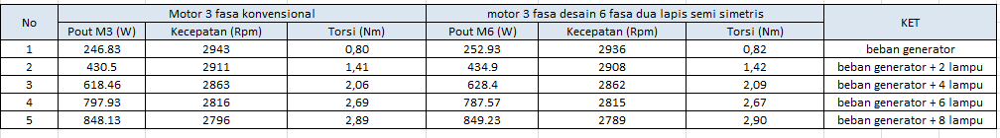 No Motor 3 fasa konvensional motor 3 fasa desain 6 fasa dua lapis semi simetris KET
Pout M3 (W) Kecepatan (Rpm) Torsi (Nm) Pout M6 (W) Kecepatan (Rpm) Torsi (Nm)
1 246.83 2943 0,80 252.93 2936 0,82 beban generator
2 430.5 2911 1,41 434.9 2908 1,42 beban generator + 2 lampu
3 618.46 2863 2,06 628.4 2862 2,09 beban generator + 4 lampu
4 797.93 2816 2,69 787.57 2815 2,67 beban generator + 6 lampu
5 848.13 2796 2,89 849.23 2789 2,90 beban generator + 8 lampu